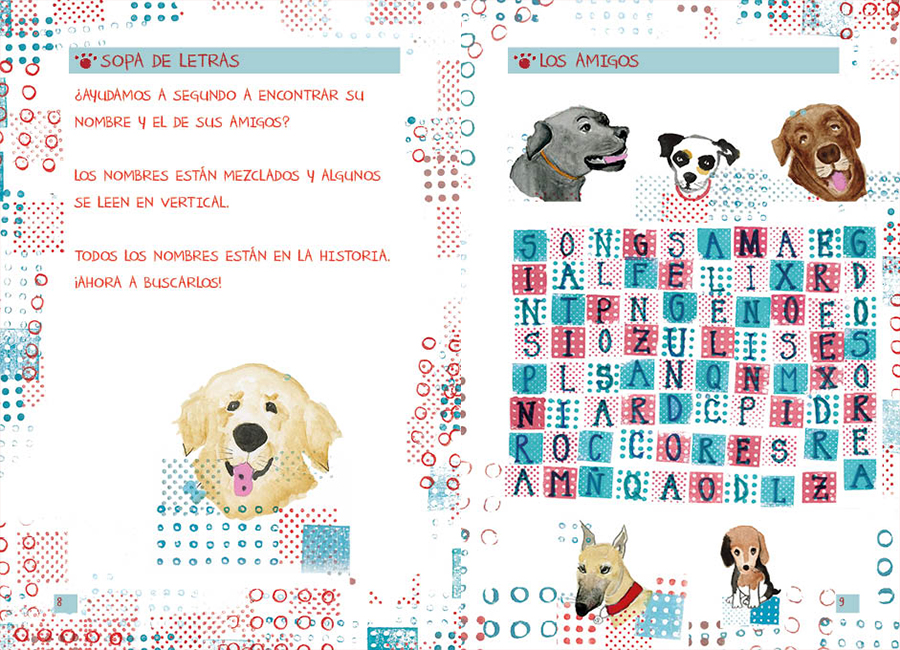 SOPA DE LETRAS
¿AYUDAMOS A SEGUNDO A ENCONTRAR SU
NOMBRE Y EL DE SUS AMIGOS?
LOS NOMBRES ESTÁN MEZCLADOS Y ALGUNOS
SE LEEN EN VERTICAL.
TODOS LOS NOMBRES ESTÁN EN LA HISTORIA.
¡AHORA A BUSCARLOS!
8
LOS AMIGOS
S O N G S A M A E G
I A L F E L I X R D
N T P N G E N O E O
S I O Z U L I S E S
P L S A N Q N M X Q
N I A R D C P I D R
R O C C O R E S R E
A M Ñ Q A O D L Z A
9